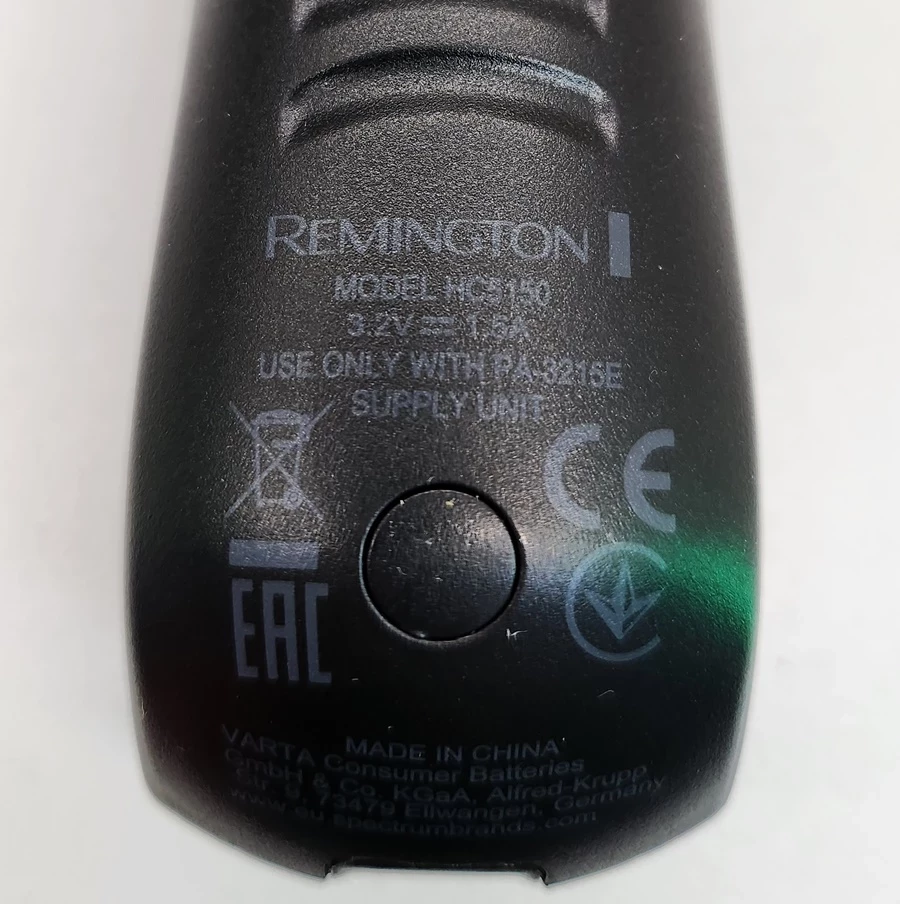 REMINGTON
MODEL HC5150
3.2V ⎓ 1.5A
USE ONLY WITH PA-3215E
SUPPLY UNIT
CE
EAC
MADE IN CHINA
VARTA Consumer Batteries
GmbH & Co. KGaA, Alfred-Krupp
Str. 9, 73479 Ellwangen, Germany
www.eu.spectrumbrands.com